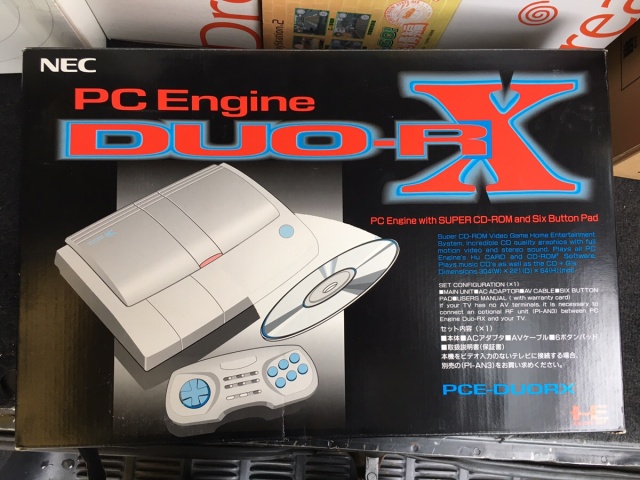 NEC
PC Engine
DUO-RX
PC Engine with SUPER CD-ROM and Six Button Pad
Super CD-ROM Video Game Home Entertainment
System. Incredible CD quality graphics with full
motion video and stereo sound. Plays all PC
Engine's Hu CARD and CD-ROM² Software.
Plays music CD's as well as the CD + G's.
SET CONFIGURATION (×1)
■MAIN UNIT■AC ADAPTOR■AV CABLE■SIX BUTTON
PAD■USERS MANUAL (with warranty card)
If your TV has no AV terminals, it is necessary to
connect an optional RF unit (PI-AN3) between PC
Engine Duo-RX and your TV.
セット内容(×1)
■本体■ACアダプタ■AVケーブル■6ボタンパッド
■取扱説明書(保証書)
本機をビデオ入力のないテレビに接続する場合、
別売の(PI-AN3)をお買い求めください。
PCE-DUORX
HE